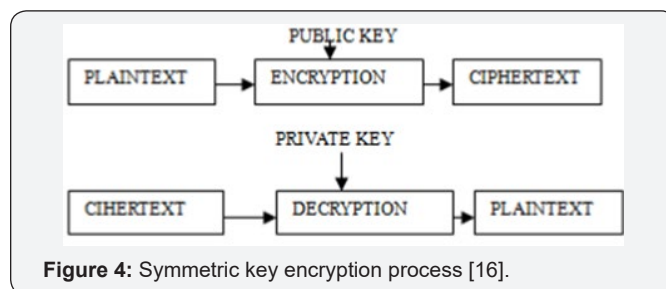 PUBLIC KEY
PLAINTEXT ENCRYPTION CIPHERTEXT
PRIVATE KEY
CIHERTEXT DECRYPTION PLAINTEXT
Figure 4: Symmetric key encryption process [16].